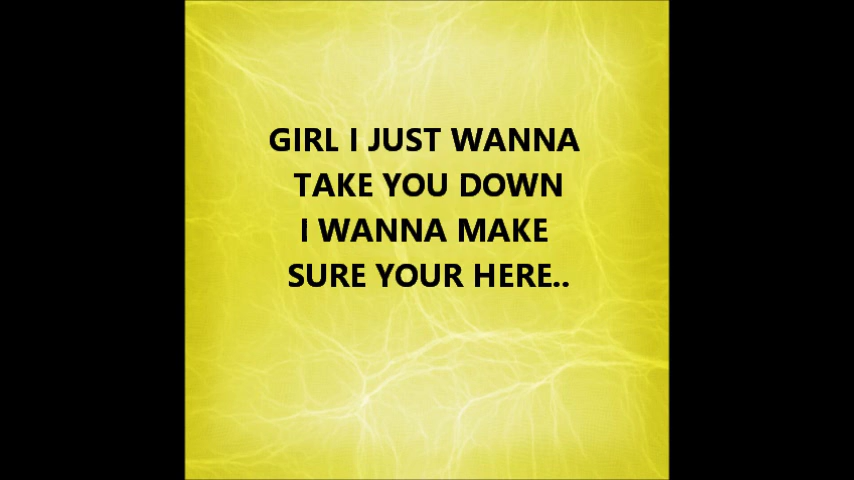 GIRL I JUST WANNA
TAKE YOU DOWN
I WANNA MAKE
SURE YOUR HERE..